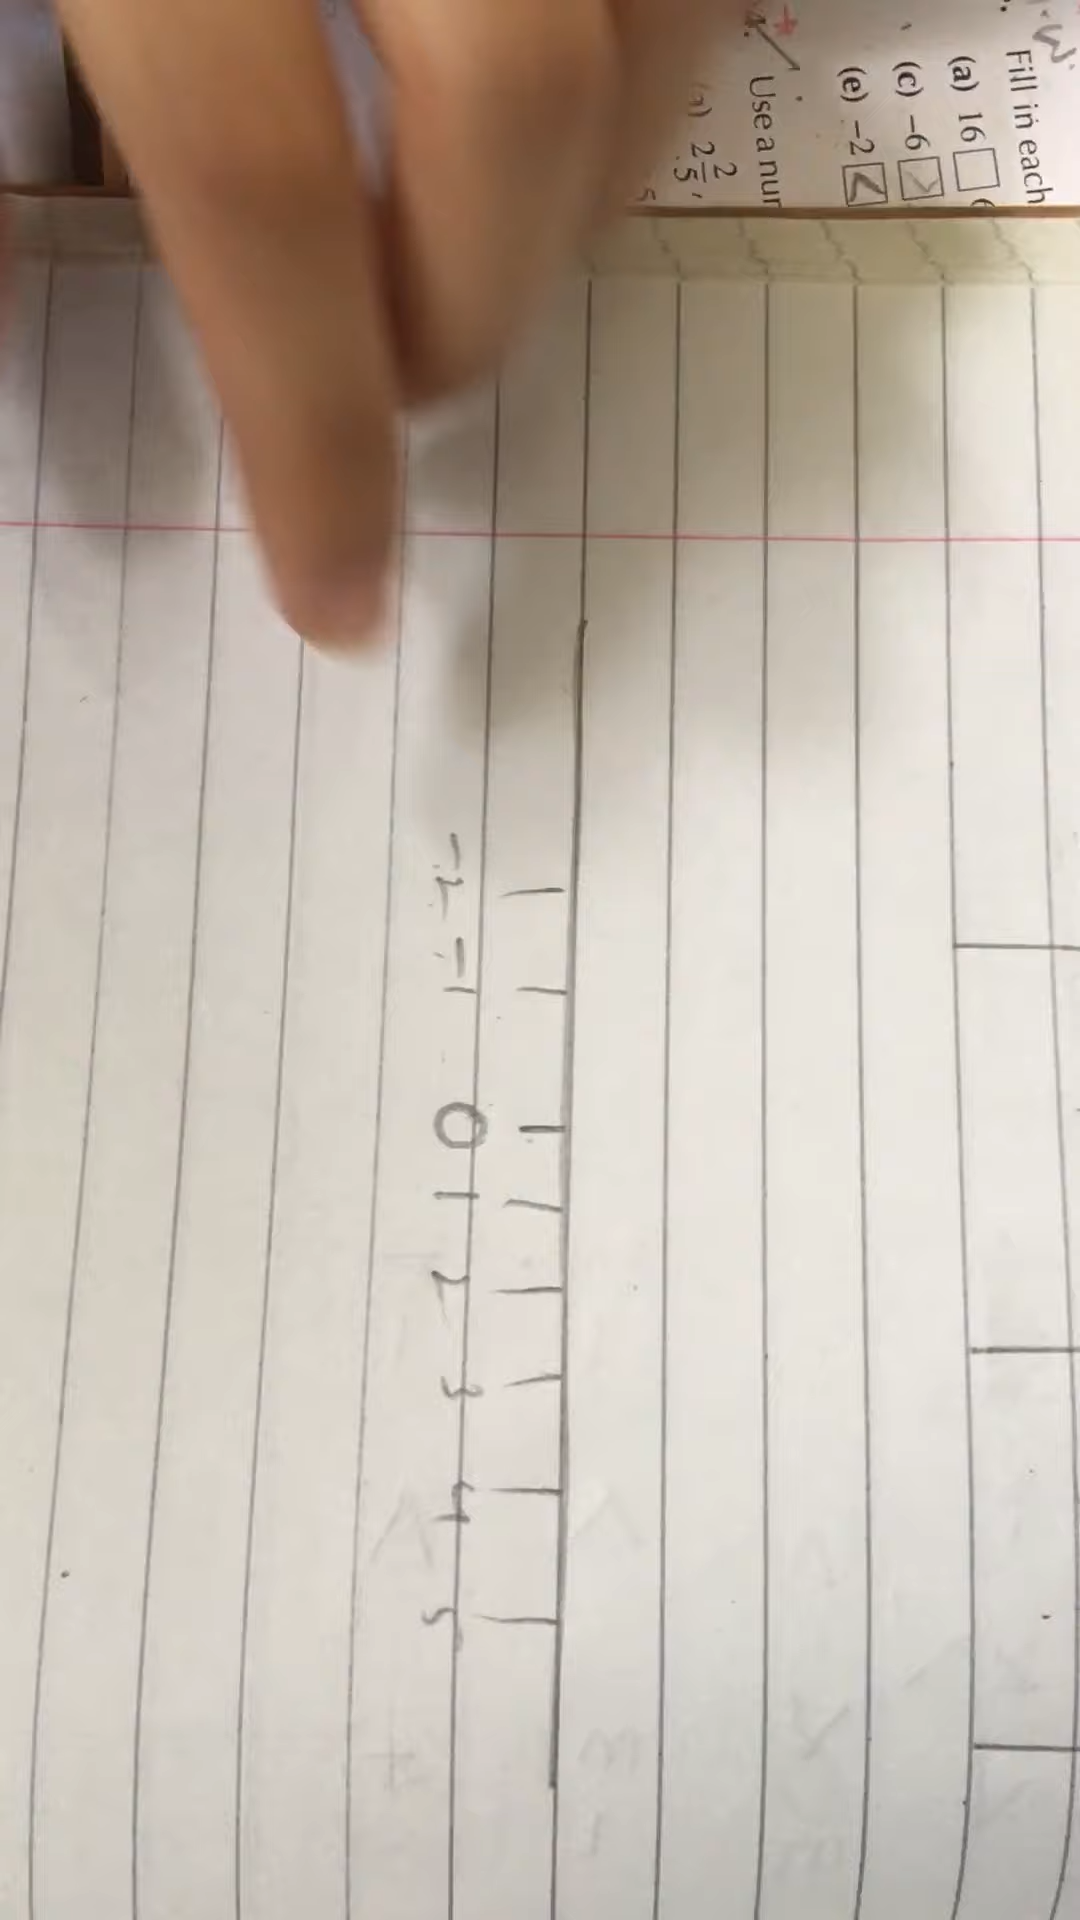 Fill in each
(a) 16
(c) -6 >
(e) -2 <
4. Use a nur
(a) 2 2/5,
-2 -1 0 1 2 3 4 5